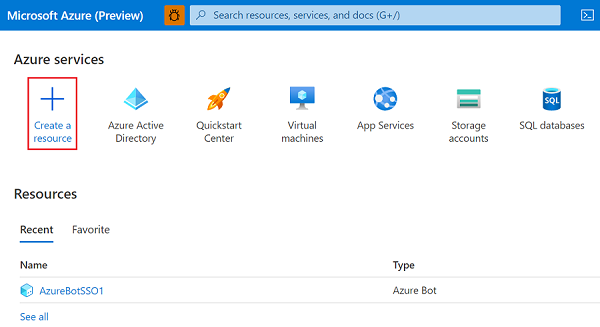 Microsoft Azure (Preview)
Search resources, services, and docs (G+/)
Azure services
Create a resource
Azure Active Directory
Quickstart Center
Virtual machines
App Services
Storage accounts
SQL
SQL databases
Resources
Recent
Favorite
Name
Type
AzureBotSSO1
Azure Bot
See all